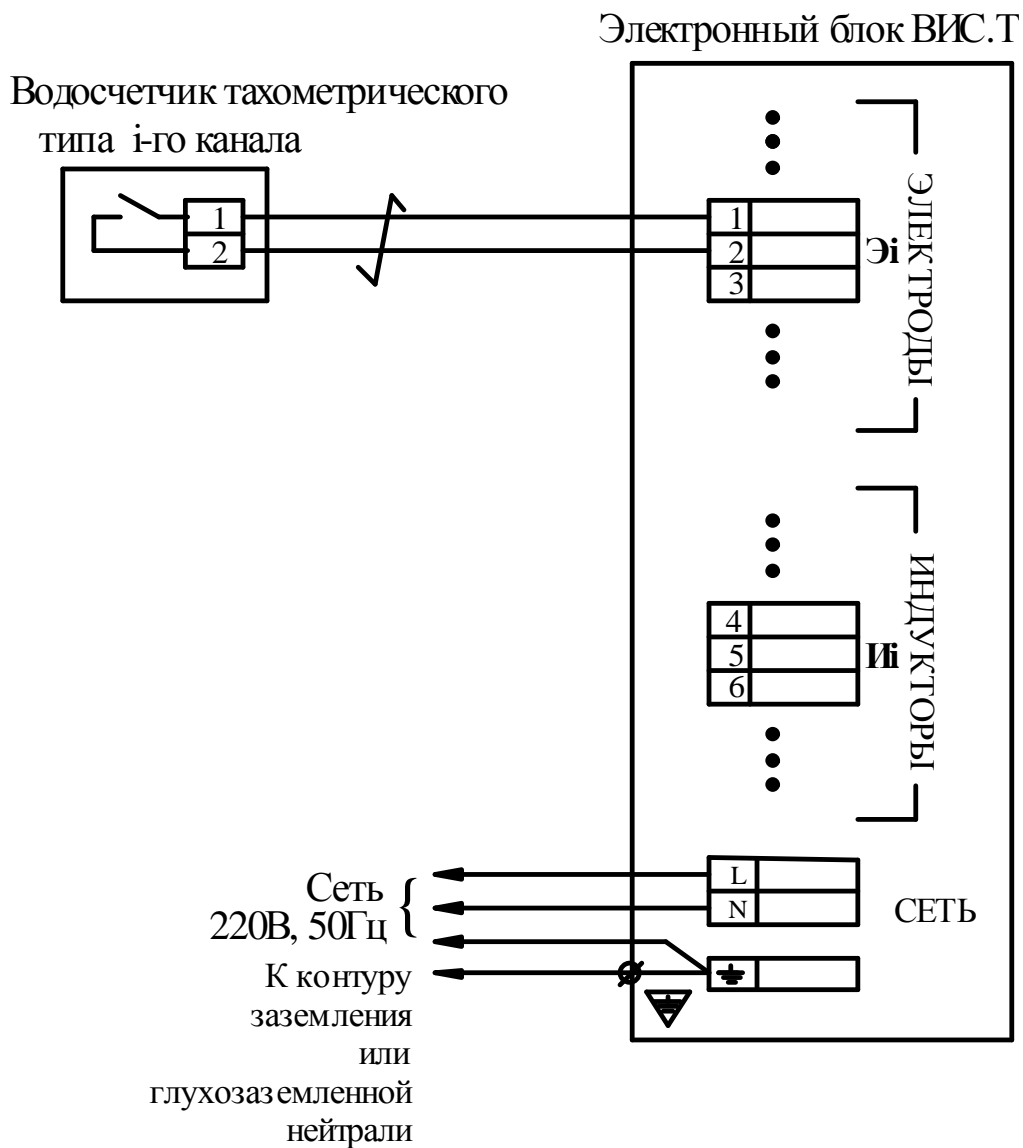 Электронный блок ВИС.Т
Водосчетчик тахометрического
типа i-го канала
1
2
1
2
3
Эi
ЭЛЕКТРОДЫ
4
5
6
Иi
ИНДУКТОРЫ
L
N
СЕТЬ
Сеть
220В, 50Гц
К контуру
заземления
или
глухозаземленной
нейтрали